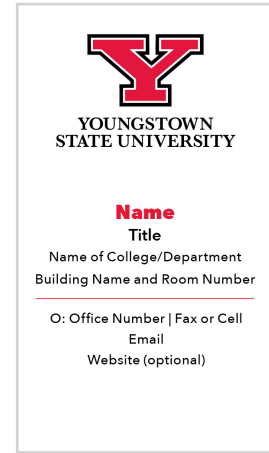 Y
YOUNGSTOWN
STATE UNIVERSITY
Name
Title
Name of College/Department
Building Name and Room Number
O: Office Number | Fax or Cell
Email
Website (optional)